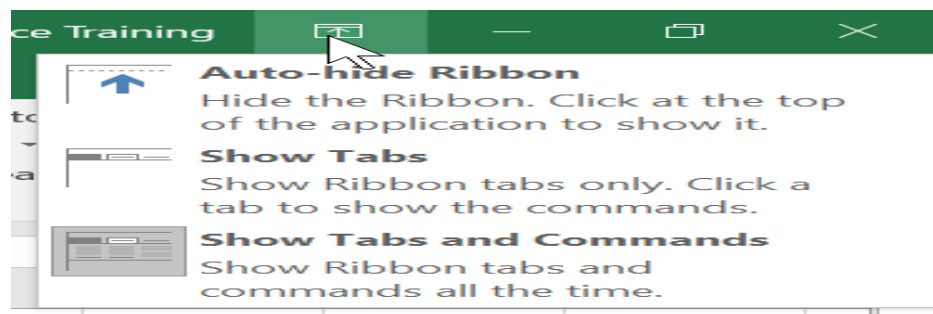 ce Training
Auto-hide Ribbon
Hide the Ribbon. Click at the top
of the application to show it.
Show Tabs
Show Ribbon tabs only. Click a
tab to show the commands.
Show Tabs and Commands
Show Ribbon tabs and
commands all the time.